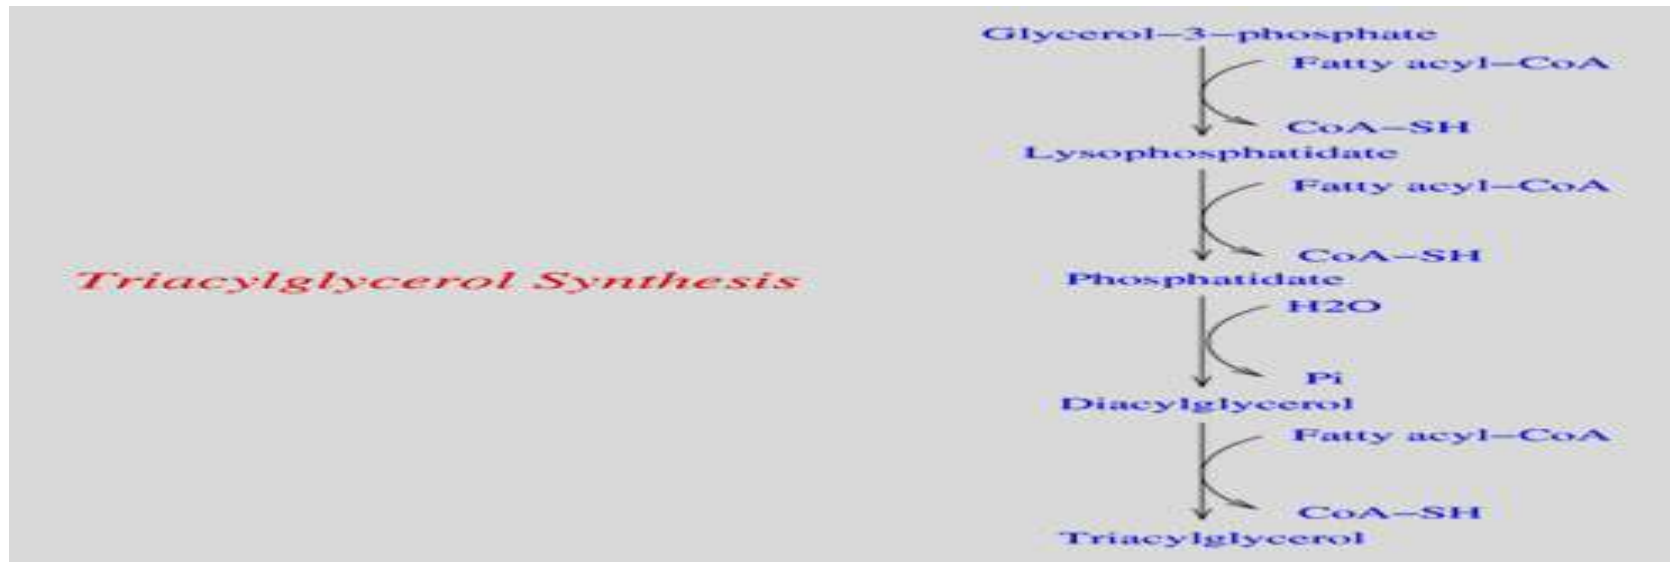 Glycerol-3-phosphate
Fatty acyl-CoA
CoA-SH
Lysophosphatidate
Fatty acyl-CoA
CoA-SH
Phosphatidate
Triacylglycerol Synthesis
H2O
Pi
Diacylglycerol
Fatty acyl-CoA
CoA-SH
Triacylglycerol